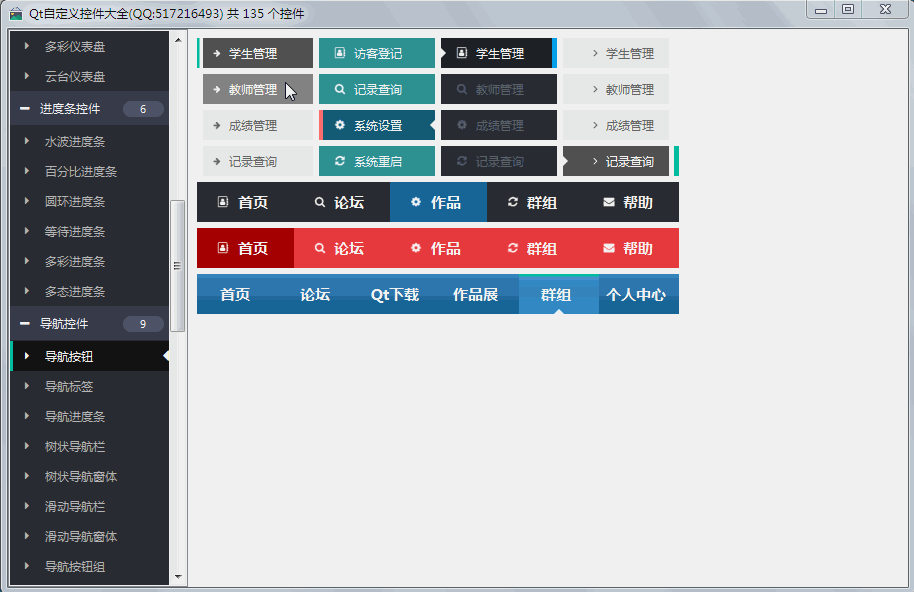 Qt自定义控件大全(QQ:517216493) 共 135 个控件
多彩仪表盘
云台仪表盘
进度条控件 6
水波进度条
百分比进度条
圆环进度条
等待进度条
多彩进度条
多态进度条
导航控件 9
导航按钮
导航标签
导航进度条
树状导航栏
树状导航窗体
滑动导航栏
滑动导航窗体
导航按钮组
学生管理 访客登记 学生管理 学生管理
教师管理 记录查询 教师管理 教师管理
成绩管理 系统设置 成绩管理 成绩管理
记录查询 系统重启 记录查询 记录查询
首页 论坛 作品 群组 帮助
首页 论坛 作品 群组 帮助
首页 论坛 Qt下载 作品展 群组 个人中心